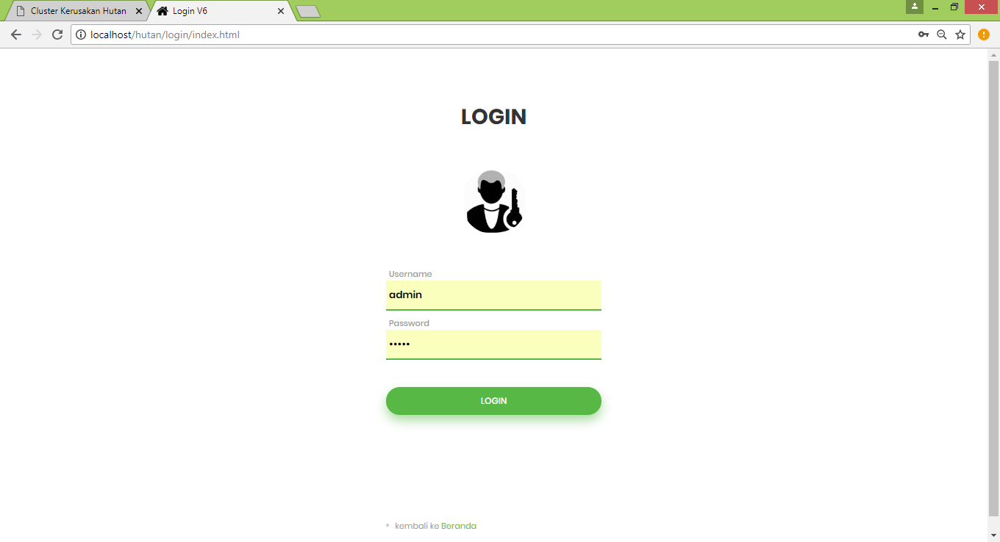 Cluster Kerusakan Hutan
Login V6
localhost/hutan/login/index.html
LOGIN
Username
admin
Password
•••••
LOGIN
kembali ke Beranda